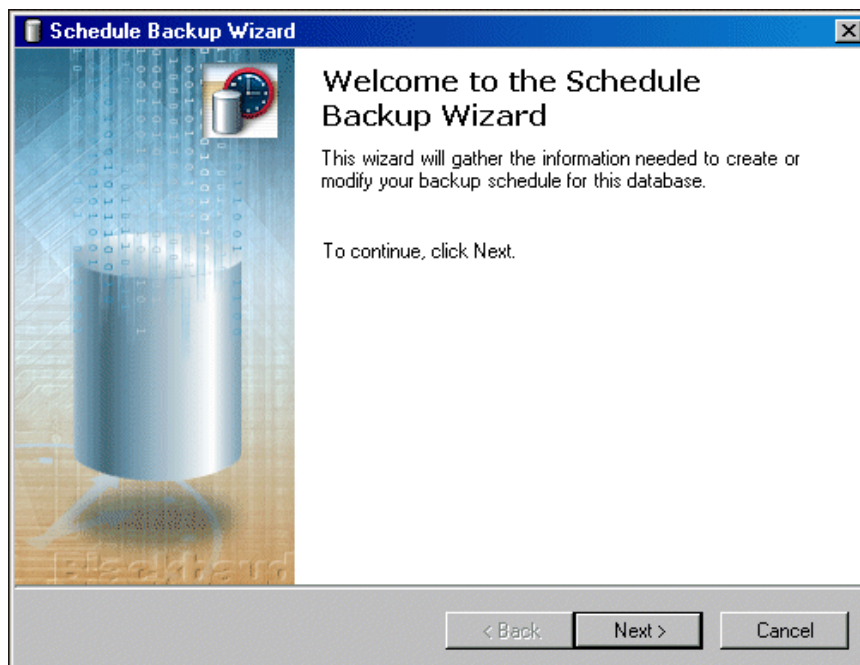 Schedule Backup Wizard
Welcome to the Schedule
Backup Wizard
This wizard will gather the information needed to create or
modify your backup schedule for this database.
To continue, click Next.
Blackbaud
< Back
Next >
Cancel